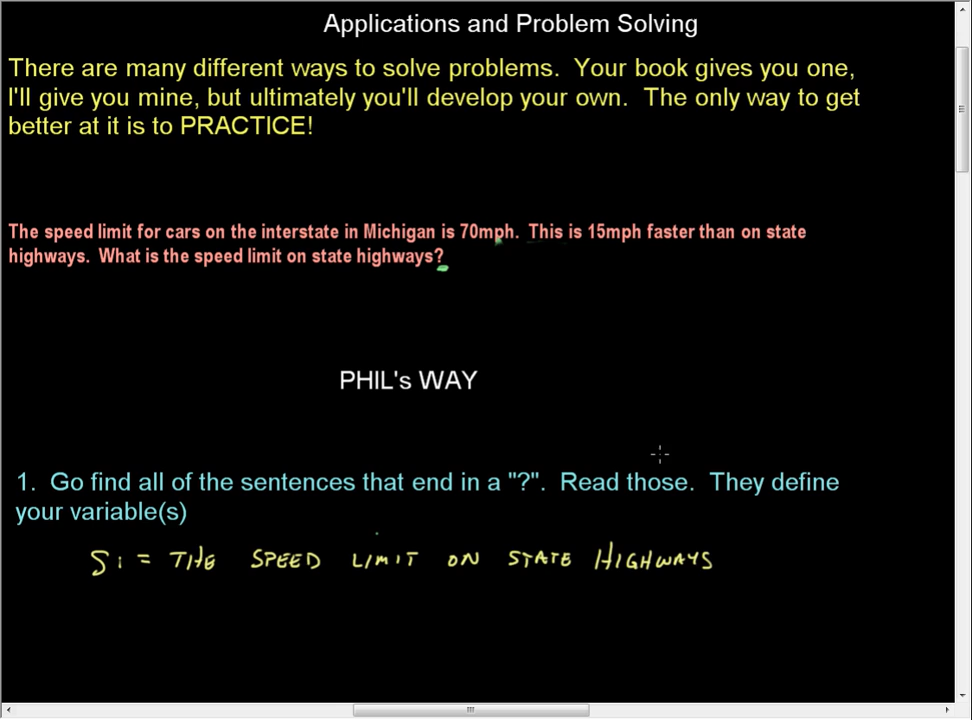 Applications and Problem Solving
There are many different ways to solve problems. Your book gives you one,
I'll give you mine, but ultimately you'll develop your own. The only way to get
better at it is to PRACTICE!
The speed limit for cars on the interstate in Michigan is 70mph. This is 15mph faster than on state
highways. What is the speed limit on state highways?
PHIL's WAY
1. Go find all of the sentences that end in a "?". Read those. They define
your variable(s)
Si = THE SPEED LIMIT ON STATE HIGHWAYS